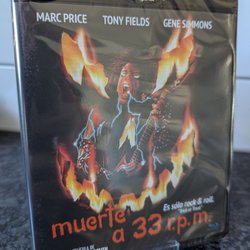 MARC PRICE TONY FIELDS GENE SIMMONS
Es sólo rock & roll.
muerte
a 33 r.p.m.